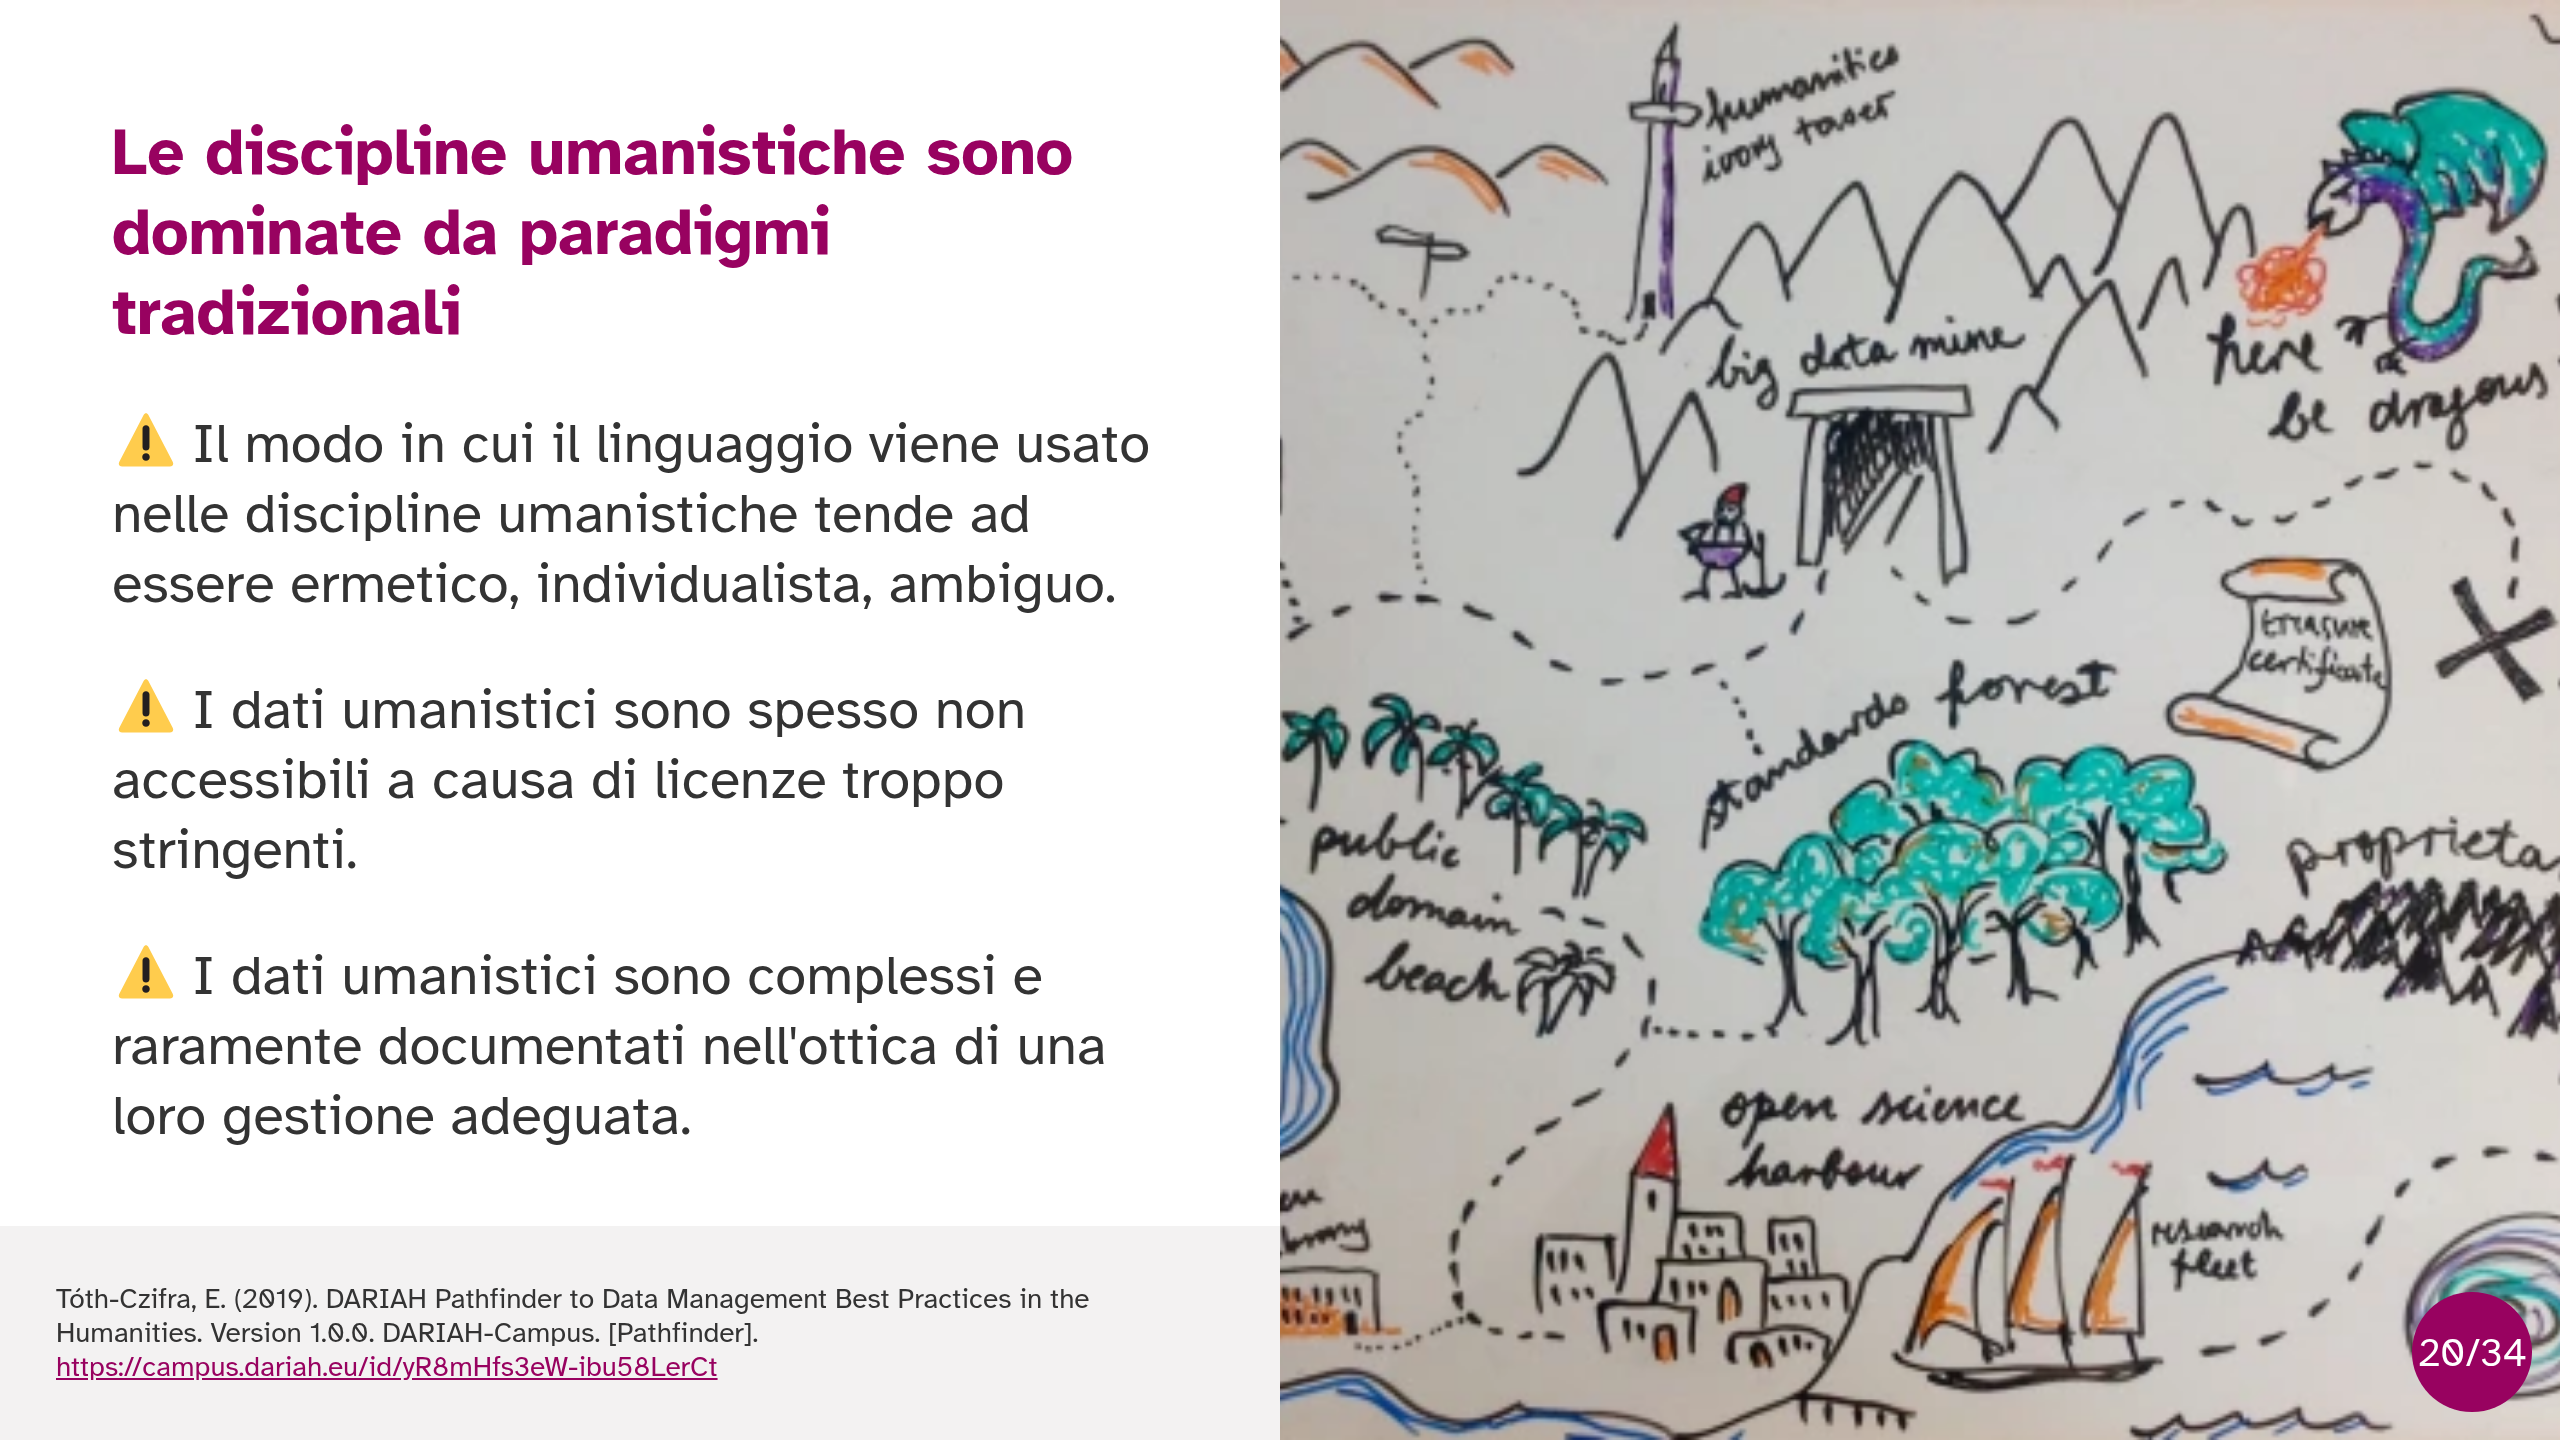 Le discipline umanistiche sono
dominate da paradigmi
tradizionali
⚠️ Il modo in cui il linguaggio viene usato
nelle discipline umanistiche tende ad
essere ermetico, individualista, ambiguo.
⚠️ I dati umanistici sono spesso non
accessibili a causa di licenze troppo
stringenti.
⚠️ I dati umanistici sono complessi e
raramente documentati nell'ottica di una
loro gestione adeguata.
Tóth-Czifra, E. (2019). DARIAH Pathfinder to Data Management Best Practices in the
Humanities. Version 1.0.0. DARIAH-Campus. [Pathfinder].
https://campus.dariah.eu/id/yR8mHfs3eW-ibu58LerCt
humanities
ivory tower
big data mine
here
be dragons
treasure
certificate
standards forest
public
domain
beach
proprieta
open science
harbour
research
fleet
20/34